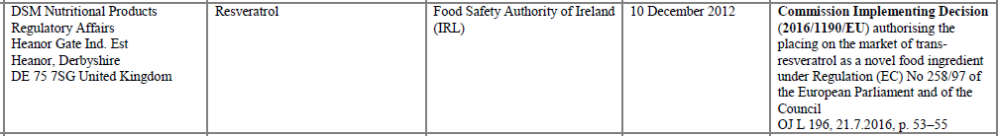 DSM Nutritional Products
Regulatory Affairs
Heanor Gate Ind. Est
Heanor, Derbyshire
DE 75 7SG United Kingdom
Resveratrol
Food Safety Authority of Ireland
(IRL)
10 December 2012
Commission Implementing Decision
(2016/1190/EU) authorising the
placing on the market of trans-
resveratrol as a novel food ingredient
under Regulation (EC) No 258/97 of
the European Parliament and of the
Council
OJ L 196, 21.7.2016, p. 53–55